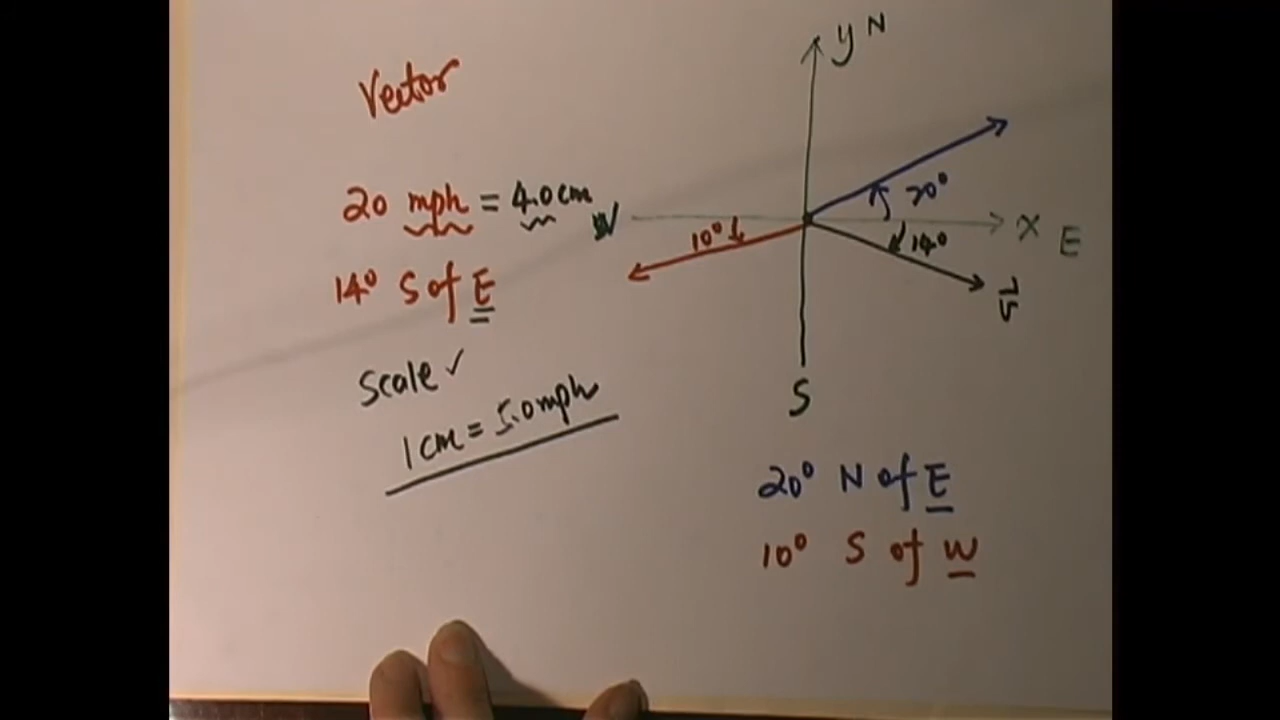 Vector
20 mph = 4.0 cm
14° S of E
Scale ✓
1 cm = 5.0 mph
y N
20°
W
10°
x E
14°
v
S
20° N of E
10° S of W